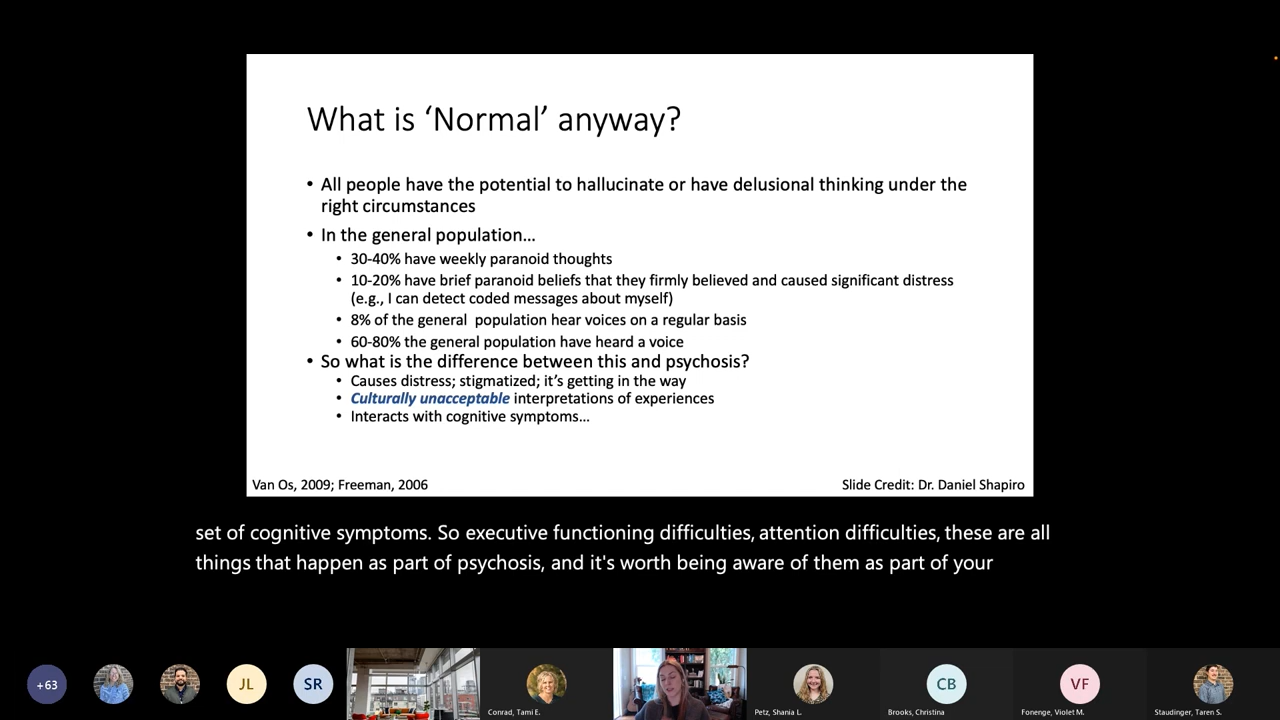 What is ‘Normal’ anyway?
• All people have the potential to hallucinate or have delusional thinking under the
right circumstances
• In the general population…
• 30-40% have weekly paranoid thoughts
• 10-20% have brief paranoid beliefs that they firmly believed and caused significant distress
(e.g., I can detect coded messages about myself)
• 8% of the general population hear voices on a regular basis
• 60-80% the general population have heard a voice
• So what is the difference between this and psychosis?
• Causes distress; stigmatized; it’s getting in the way
• Culturally unacceptable interpretations of experiences
• Interacts with cognitive symptoms…
Van Os, 2009; Freeman, 2006
Slide Credit: Dr. Daniel Shapiro
set of cognitive symptoms. So executive functioning difficulties, attention difficulties, these are all
things that happen as part of psychosis, and it's worth being aware of them as part of your
+63
JL
SR
CB
VF
Conrad, Tami E.
Petz, Shania L.
Brooks, Christina
Fonenge, Violet M.
Staudinger, Taren S.